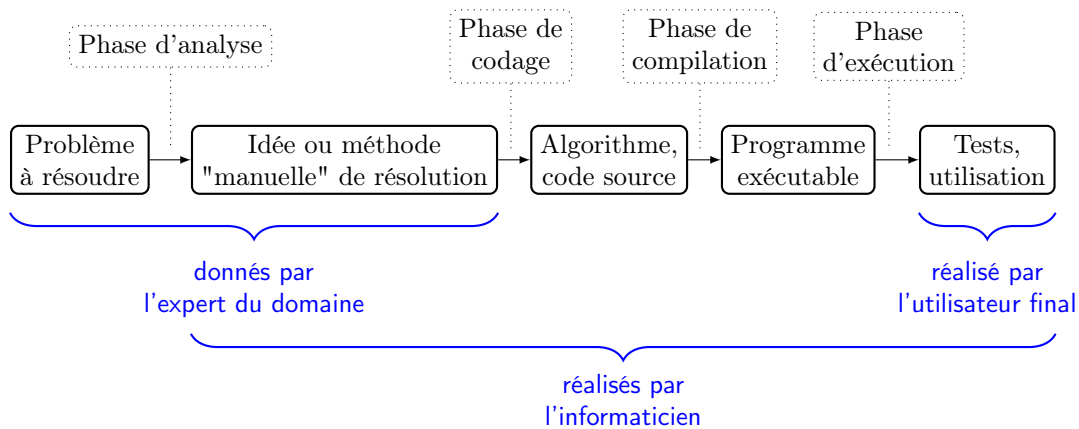 Phase d'analyse
Phase de
codage
Phase de
compilation
Phase
d'exécution
Problème
à résoudre
Idée ou méthode
"manuelle" de résolution
Algorithme,
code source
Programme
exécutable
Tests,
utilisation
donnés par
l'expert du domaine
réalisé par
l'utilisateur final
réalisés par
l'informaticien